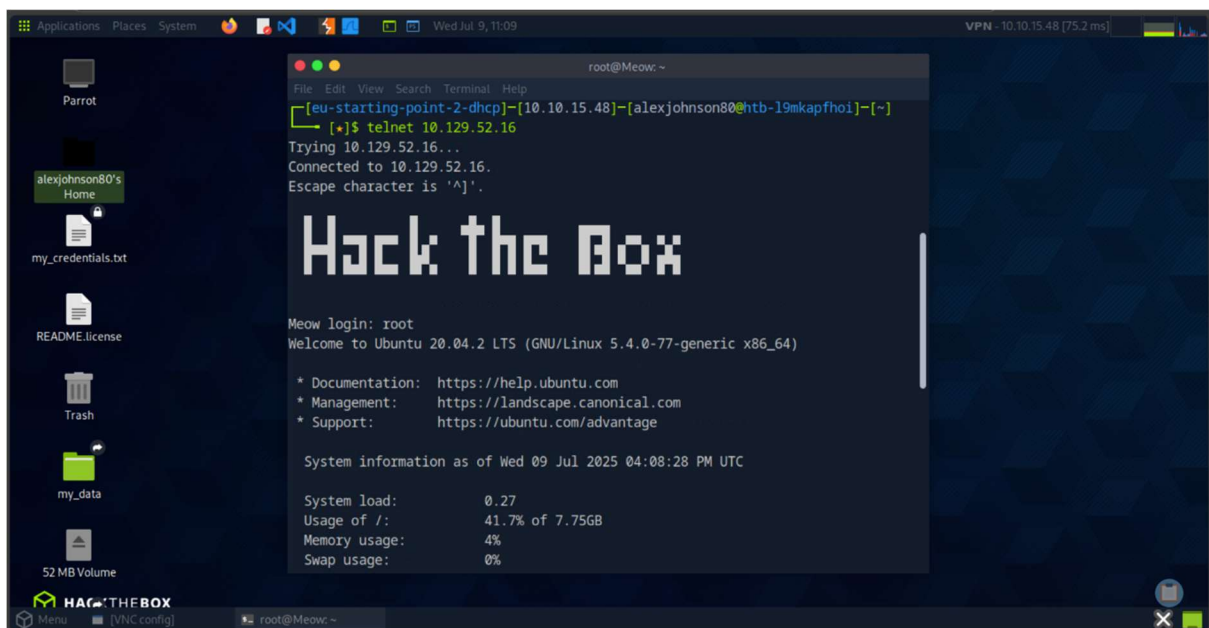 Applications Places System Wed Jul 9, 11:09 VPN - 10.10.15.48 [75.2 ms]
Parrot
alexjohnson80's
Home
my_credentials.txt
README.license
Trash
my_data
52 MB Volume
HACKTHEBOX
root@Meow: ~
File Edit View Search Terminal Help
┌─[eu-starting-point-2-dhcp]─[10.10.15.48]─[alexjohnson80@htb-l9mkapfhoi]─[~]
└──╼ [★]$ telnet 10.129.52.16
Trying 10.129.52.16...
Connected to 10.129.52.16.
Escape character is '^]'.
Hack the Box
Meow login: root
Welcome to Ubuntu 20.04.2 LTS (GNU/Linux 5.4.0-77-generic x86_64)
* Documentation: https://help.ubuntu.com
* Management: https://landscape.canonical.com
* Support: https://ubuntu.com/advantage
System information as of Wed 09 Jul 2025 04:08:28 PM UTC
System load: 0.27
Usage of /: 41.7% of 7.75GB
Memory usage: 4%
Swap usage: 0%
Menu [VNC config] root@Meow: ~